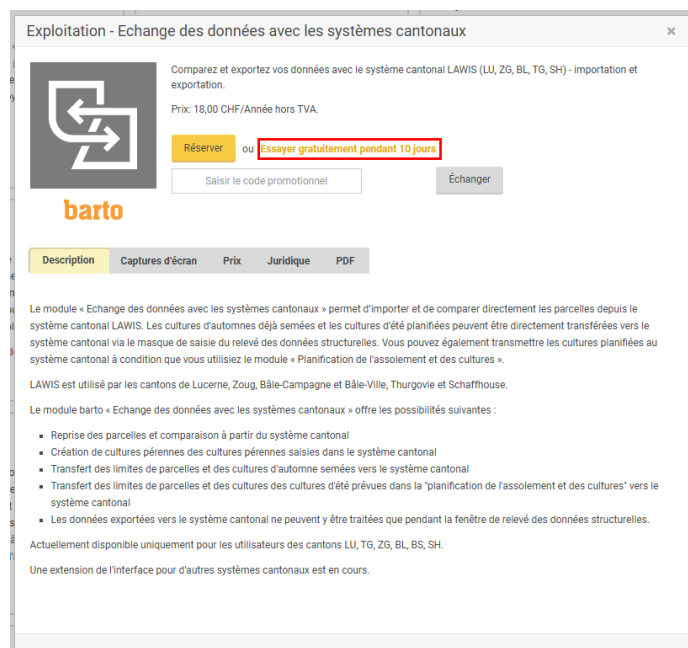 Exploitation - Echange des données avec les systèmes cantonaux
×
Comparez et exportez vos données avec le système cantonal LAWIS (LU, ZG, BL, TG, SH) - importation et
exportation.
Prix: 18,00 CHF/Année hors TVA.
Réserver ou Essayer gratuitement pendant 10 jours
Saisir le code promotionnel Échanger
barto
Description Captures d'écran Prix Juridique PDF
Le module « Echange des données avec les systèmes cantonaux » permet d'importer et de comparer directement les parcelles depuis le
système cantonal LAWIS. Les cultures d'automnes déjà semées et les cultures d'été planifiées peuvent être directement transférées vers le
système cantonal via le masque de saisie du relevé des données structurelles. Vous pouvez également transmettre les cultures planifiées au
système cantonal à condition que vous utilisiez le module « Planification de l'assolement et des cultures ».
LAWIS est utilisé par les cantons de Lucerne, Zoug, Bâle-Campagne et Bâle-Ville, Thurgovie et Schaffhouse.
Le module barto « Echange des données avec les systèmes cantonaux » offre les possibilités suivantes :
▪ Reprise des parcelles et comparaison à partir du système cantonal
▪ Création de cultures pérennes des cultures pérennes saisies dans le système cantonal
▪ Transfert des limites de parcelles et des cultures d'automne semées vers le système cantonal
▪ Transfert des limites de parcelles et des cultures des cultures d'été prévues dans la "planification de l'assolement et des cultures" vers le
système cantonal
▪ Les données exportées vers le système cantonal ne peuvent y être traitées que pendant la fenêtre de relevé des données structurelles.
Actuellement disponible uniquement pour les utilisateurs des cantons LU, TG, ZG, BL, BS, SH.
Une extension de l'interface pour d'autres systèmes cantonaux est en cours.